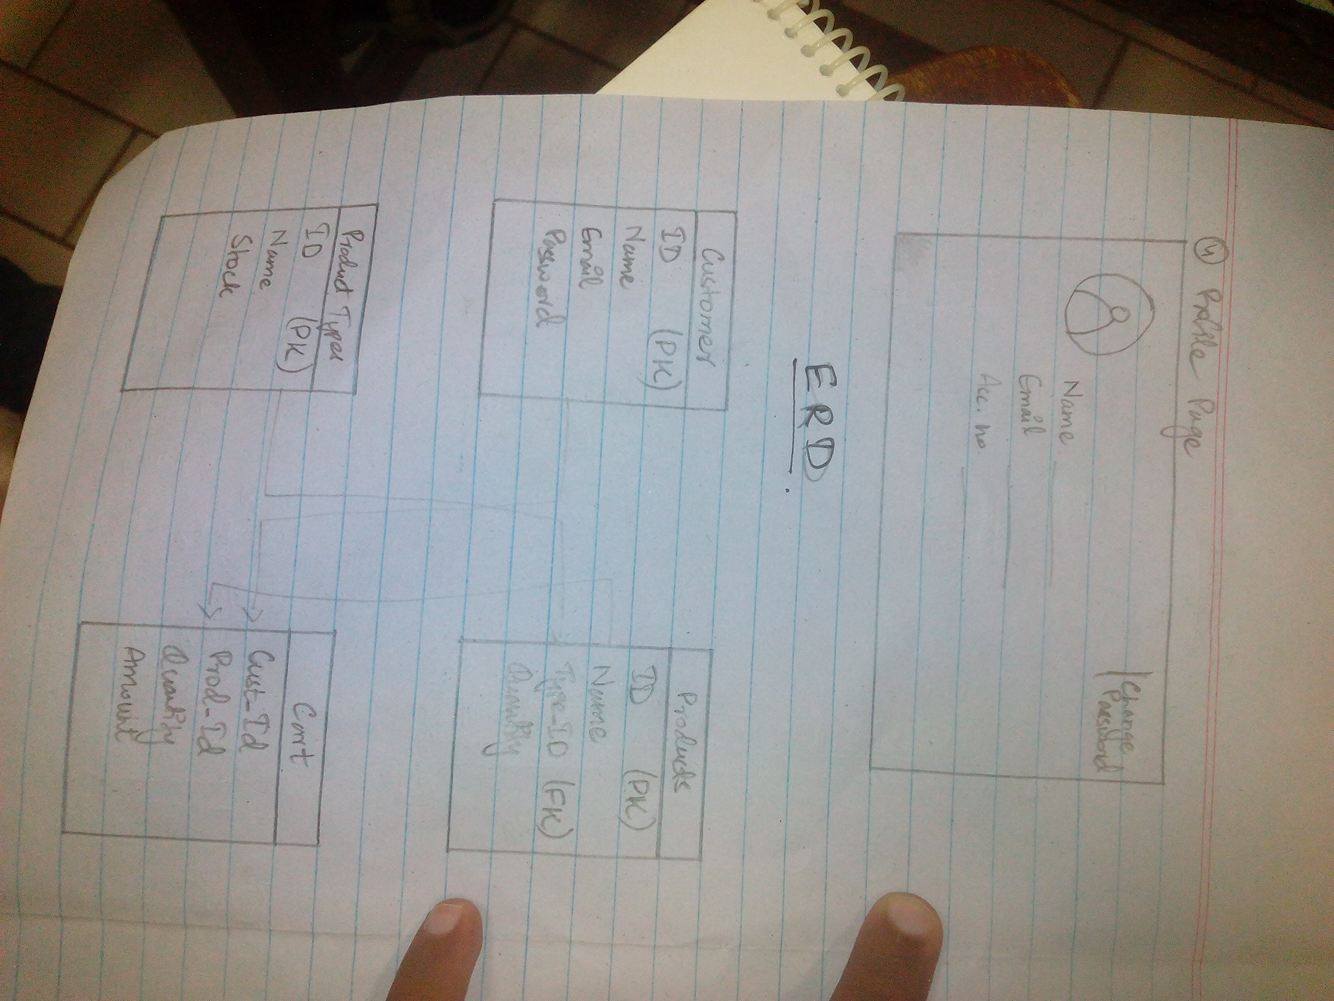 4 Profile Page
Change
Password
Name
Email
Acc. no
ERD.
Customer
ID (PK)
Name
Email
Password
Products
ID (PK)
Name
Type-ID (FK)
Quantity
Product Types
ID (PK)
Name
Stock
Cart
Cust-Id
Prod-Id
Quantity
Amount